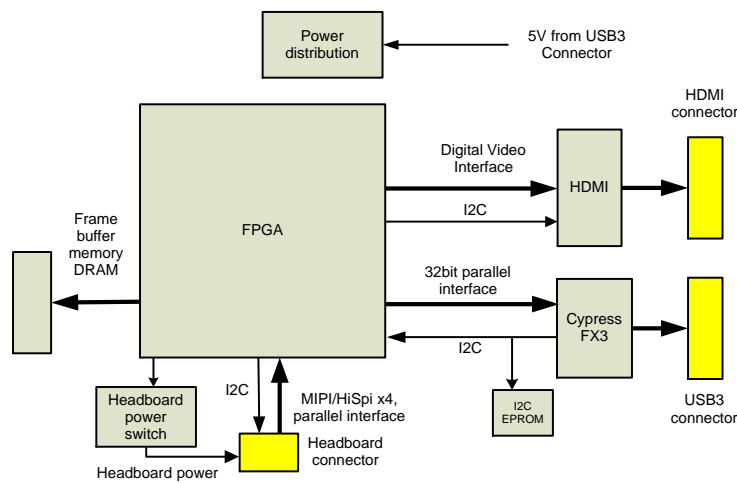 Power
distribution
5V from USB3
Connector
HDMI
connector
Digital Video
Interface
HDMI
I2C
FPGA
Frame
buffer
memory
DRAM
32bit parallel
interface
Cypress
FX3
I2C
I2C
EPROM
USB3
connector
Headboard
power
switch
I2C
MIPI/HiSpi x4,
parallel interface
Headboard
connector
Headboard power